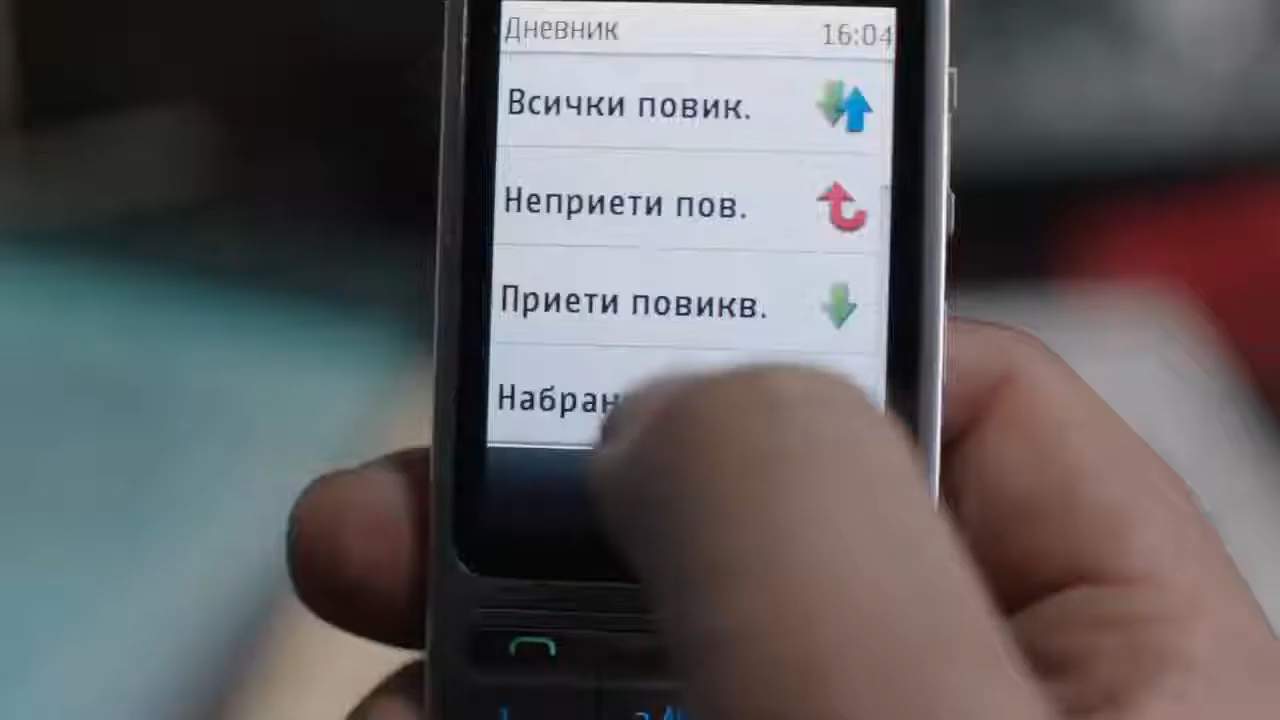 Дневник 16:04
Всички повик.
Неприети пов.
Приети повикв.